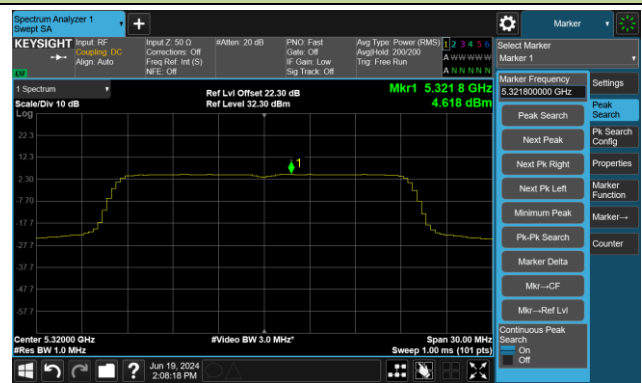 Spectrum Analyzer 1
Swept SA
Marker
KEYSIGHT
Input: RF
Coupling: DC
Align: Auto
Input Z: 50 Ω
Corrections: Off
Freq Ref: Int (S)
NFE: Off
#Atten: 20 dB
PNO: Fast
Gate: Off
IF Gain: Low
Sig Track: Off
Avg Type: Power (RMS)
Avg|Hold: 200/200
Trig: Free Run
1 2 3 4 5 6
A W W W W W
A N N N N N
LVI
Select Marker
Marker 1
1 Spectrum
Scale/Div 10 dB
Log
Ref Lvl Offset 22.30 dB
Ref Level 32.30 dBm
Mkr1 5.321 8 GHz
4.618 dBm
22.3
12.3
2.30
-7.70
-17.7
-27.7
-37.7
-47.7
-57.7
1
Center 5.32000 GHz
#Res BW 1.0 MHz
#Video BW 3.0 MHz*
Span 30.00 MHz
Sweep 1.00 ms (101 pts)
Marker Frequency
5.321800000 GHz
Peak Search
Next Peak
Next Pk Right
Next Pk Left
Minimum Peak
Pk-Pk Search
Marker Delta
Mkr→CF
Mkr→Ref Lvl
Continuous Peak
Search
On
Off
Settings
Peak
Search
Pk Search
Config
Properties
Marker
Function
Marker→
Counter
Jun 19, 2024
2:08:18 PM